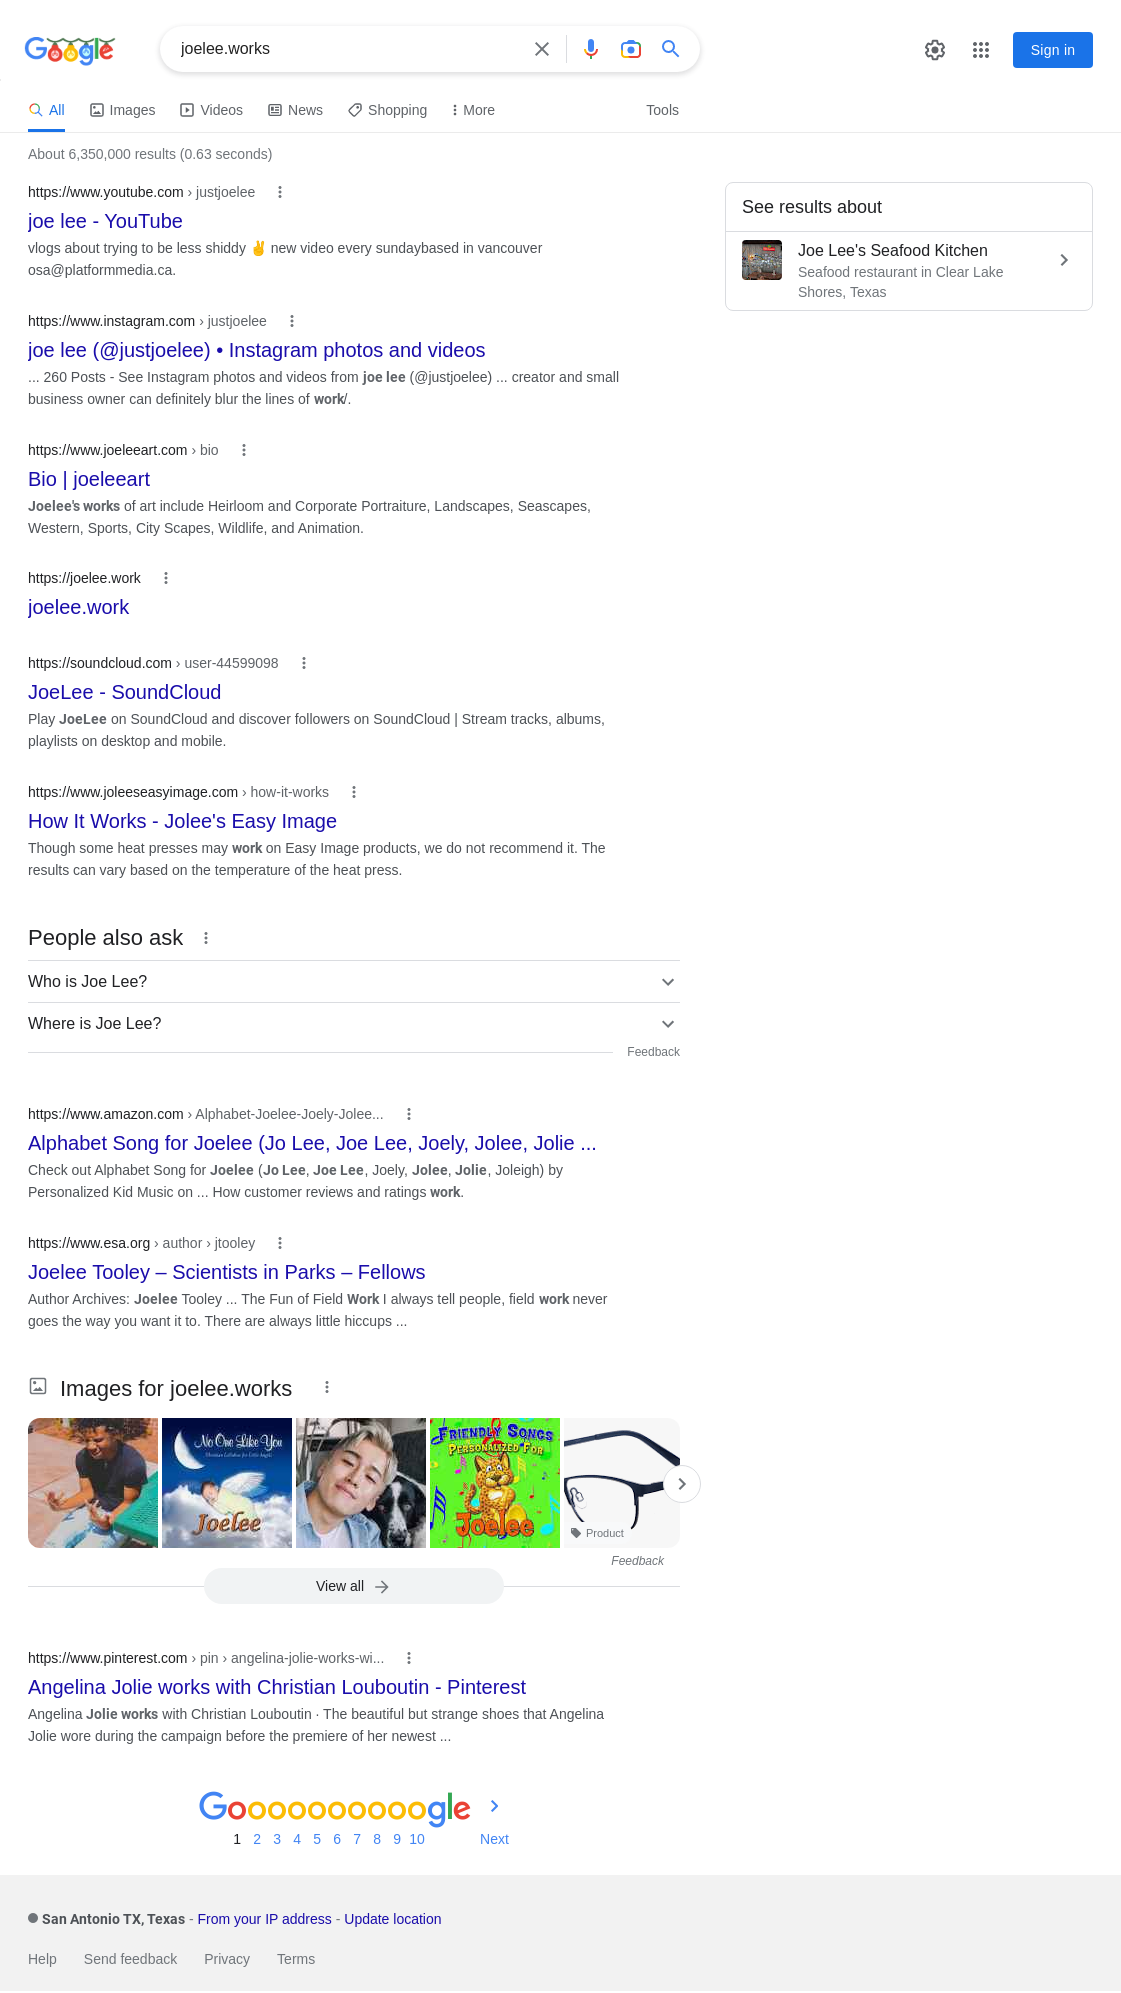 Google
joelee.works
Sign in
All
Images
Videos
News
Shopping
More
Tools
About 6,350,000 results (0.63 seconds)
https://www.youtube.com › justjoelee
joe lee - YouTube
vlogs about trying to be less shiddy ✌️ new video every sundaybased in vancouver
osa@platformmedia.ca.
https://www.instagram.com › justjoelee
joe lee (@justjoelee) • Instagram photos and videos
... 260 Posts - See Instagram photos and videos from joe lee (@justjoelee) ... creator and small
business owner can definitely blur the lines of work/.
https://www.joeleeart.com › bio
Bio | joeleeart
Joelee's works of art include Heirloom and Corporate Portraiture, Landscapes, Seascapes,
Western, Sports, City Scapes, Wildlife, and Animation.
https://joelee.work
joelee.work
https://soundcloud.com › user-44599098
JoeLee - SoundCloud
Play JoeLee on SoundCloud and discover followers on SoundCloud | Stream tracks, albums,
playlists on desktop and mobile.
https://www.joleeseasyimage.com › how-it-works
How It Works - Jolee's Easy Image
Though some heat presses may work on Easy Image products, we do not recommend it. The
results can vary based on the temperature of the heat press.
People also ask
Who is Joe Lee?
Where is Joe Lee?
Feedback
https://www.amazon.com › Alphabet-Joelee-Joely-Jolee...
Alphabet Song for Joelee (Jo Lee, Joe Lee, Joely, Jolee, Jolie ...
Check out Alphabet Song for Joelee (Jo Lee, Joe Lee, Joely, Jolee, Jolie, Joleigh) by
Personalized Kid Music on ... How customer reviews and ratings work.
https://www.esa.org › author › jtooley
Joelee Tooley – Scientists in Parks – Fellows
Author Archives: Joelee Tooley ... The Fun of Field Work I always tell people, field work never
goes the way you want it to. There are always little hiccups ...
Images for joelee.works
No One Like You
Christian Lullabies for Little Angels
Joelee
FRIENDLY SONGS
PERSONALIZED FOR
Joelee
Product
Feedback
View all
https://www.pinterest.com › pin › angelina-jolie-works-wi...
Angelina Jolie works with Christian Louboutin - Pinterest
Angelina Jolie works with Christian Louboutin · The beautiful but strange shoes that Angelina
Jolie wore during the campaign before the premiere of her newest ...
Goooooooooogle
1 2 3 4 5 6 7 8 9 10 Next
San Antonio TX, Texas - From your IP address - Update location
Help Send feedback Privacy Terms
See results about
Joe Lee's Seafood Kitchen
Seafood restaurant in Clear Lake
Shores, Texas